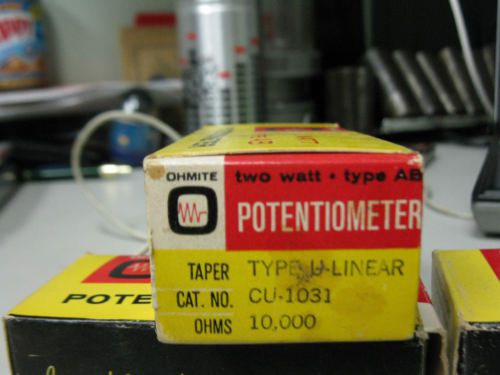 OHMITE
two watt • type AB
POTENTIOMETER
TAPER TYPE U-LINEAR
CAT. NO. CU-1031
OHMS 10,000
POTE